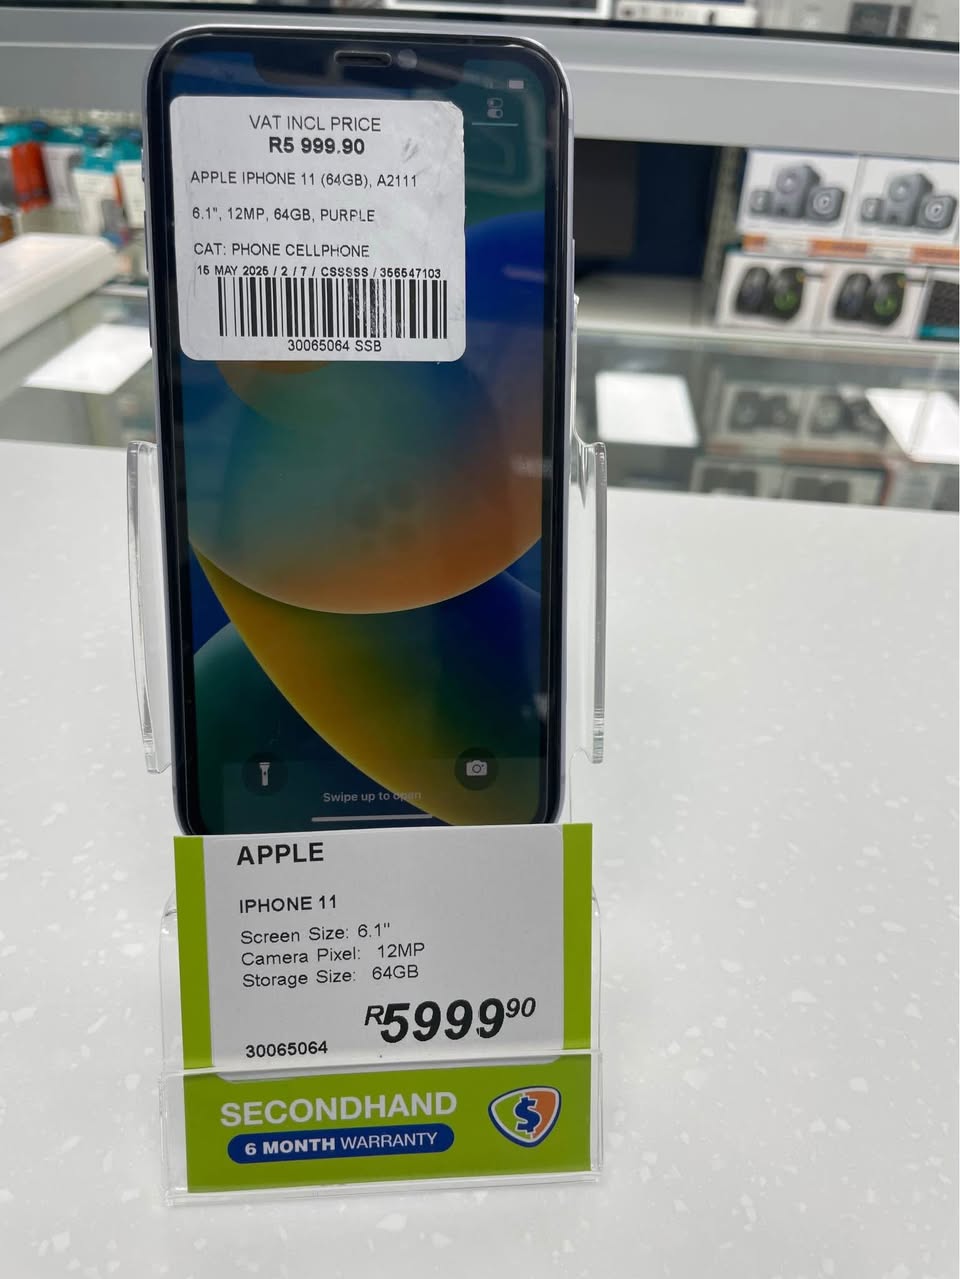 VAT INCL PRICE
R5 999.90
APPLE IPHONE 11 (64GB), A2111
6.1", 12MP, 64GB, PURPLE
CAT: PHONE CELLPHONE
15 MAY 2025 / 2 / 7 / CSSSSS / 356547103
30065064 SSB
Swipe up to open
APPLE
IPHONE 11
Screen Size: 6.1"
Camera Pixel: 12MP
Storage Size: 64GB
R5999 90
30065064
SECONDHAND
$
6 MONTH WARRANTY